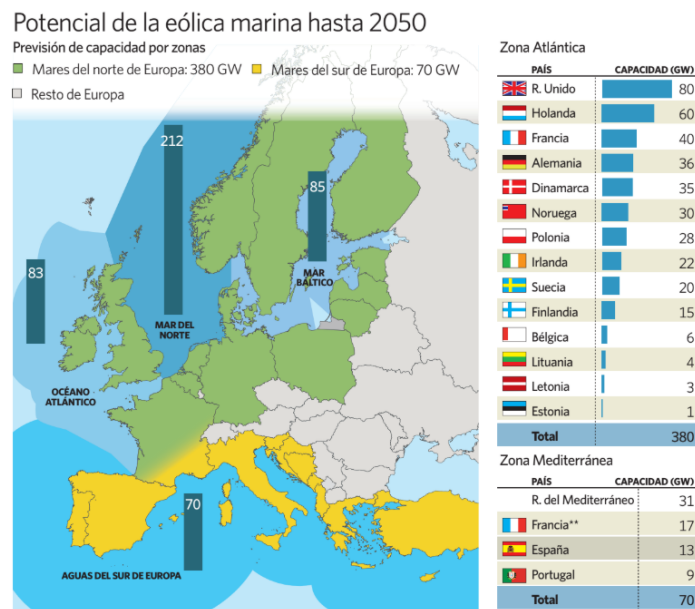 Potencial de la eólica marina hasta 2050
Previsión de capacidad por zonas
Mares del norte de Europa: 380 GW
Mares del sur de Europa: 70 GW
Resto de Europa
212
85
83
MAR DEL
NORTE
MAR
BÁLTICO
OCÉANO
ATLÁNTICO
70
AGUAS DEL SUR DE EUROPA
Zona Atlántica
PAÍS CAPACIDAD (GW)
R. Unido 80
Holanda 60
Francia 40
Alemania 36
Dinamarca 35
Noruega 30
Polonia 28
Irlanda 22
Suecia 20
Finlandia 15
Bélgica 6
Lituania 4
Letonia 3
Estonia 1
Total 380
Zona Mediterránea
PAÍS CAPACIDAD (GW)
R. del Mediterráneo 31
Francia** 17
España 13
Portugal 9
Total 70